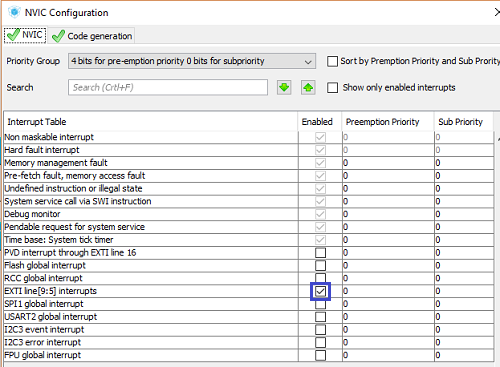 NVIC Configuration
NVIC Code generation
Priority Group 4 bits for pre-emption priority 0 bits for subpriority Sort by Premption Priority and Sub Prority
Search Search (Crtl+F) Show only enabled interrupts
Interrupt Table Enabled Preemption Priority Sub Priority
Non maskable interrupt 0 0
Hard fault interrupt 0 0
Memory management fault 0 0
Pre-fetch fault, memory access fault 0 0
Undefined instruction or illegal state 0 0
System service call via SWI instruction 0 0
Debug monitor 0 0
Pendable request for system service 0 0
Time base: System tick timer 0 0
PVD interrupt through EXTI line 16 0 0
Flash global interrupt 0 0
RCC global interrupt 0 0
EXTI line[9:5] interrupts 0 0
SPI1 global interrupt 0 0
USART2 global interrupt 0 0
I2C3 event interrupt 0 0
I2C3 error interrupt 0 0
FPU global interrupt 0 0